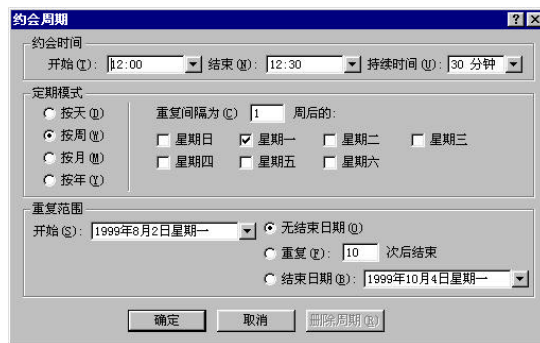 约会周期
约会时间
开始(T): 12:00 结束(N): 12:30 持续时间(U): 30 分钟
定期模式
按天(D) 重复间隔为(C) 1 周后的:
按周(W) 星期日 星期一 星期二 星期三
按月(M) 星期四 星期五 星期六
按年(Y)
重复范围
开始(S): 1999年8月2日星期一 无结束日期(O)
重复(F): 10 次后结束
结束日期(B): 1999年10月4日星期一
确定 取消 删除周期(R)